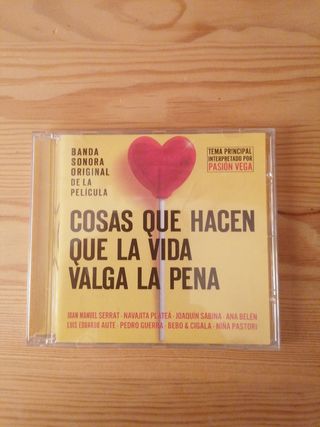 BANDA
SONORA
ORIGINAL
DE LA
PELÍCULA
TEMA PRINCIPAL
INTERPRETADO POR
PASIÓN VEGA
COSAS QUE HACEN
QUE LA VIDA
VALGA LA PENA
JOAN MANUEL SERRAT · NAVAJITA PLATEÁ · JOAQUÍN SABINA · ANA BELÉN
LUIS EDUARDO AUTE · PEDRO GUERRA · BEBO & CIGALA · NIÑA PASTORI